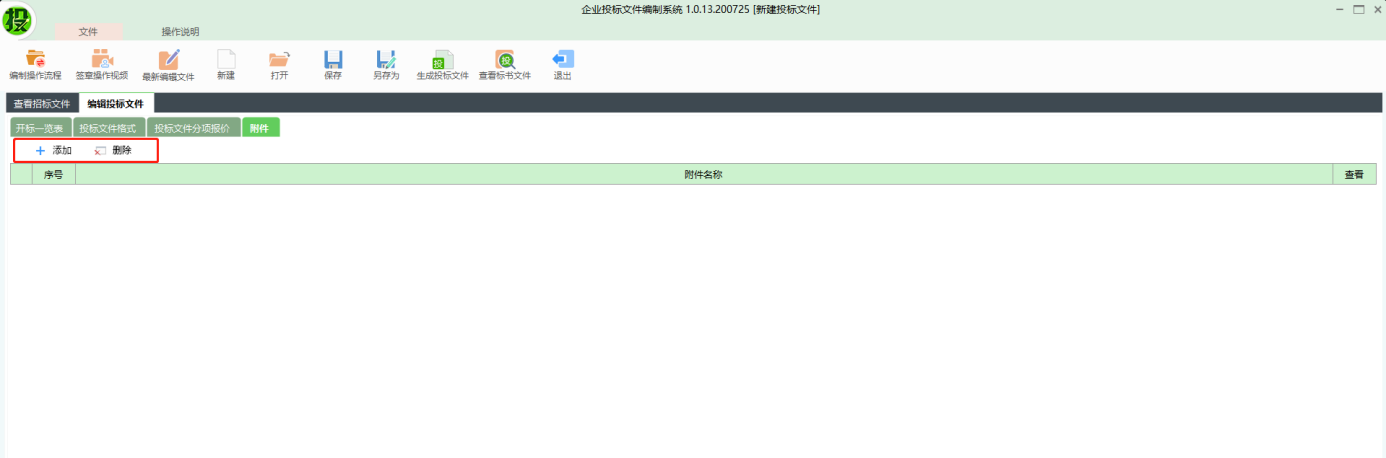 企业投标文件编制系统 1.0.13.200725 [新建投标文件]
投
文件 操作说明
编制操作流程 签章操作视频 最新编辑文件 新建 打开 保存 另存为 生成投标文件 查看标书文件 退出
查看招标文件 编辑投标文件
开标一览表 投标文件格式 投标文件分项报价 附件
添加 删除
序号 附件名称 查看